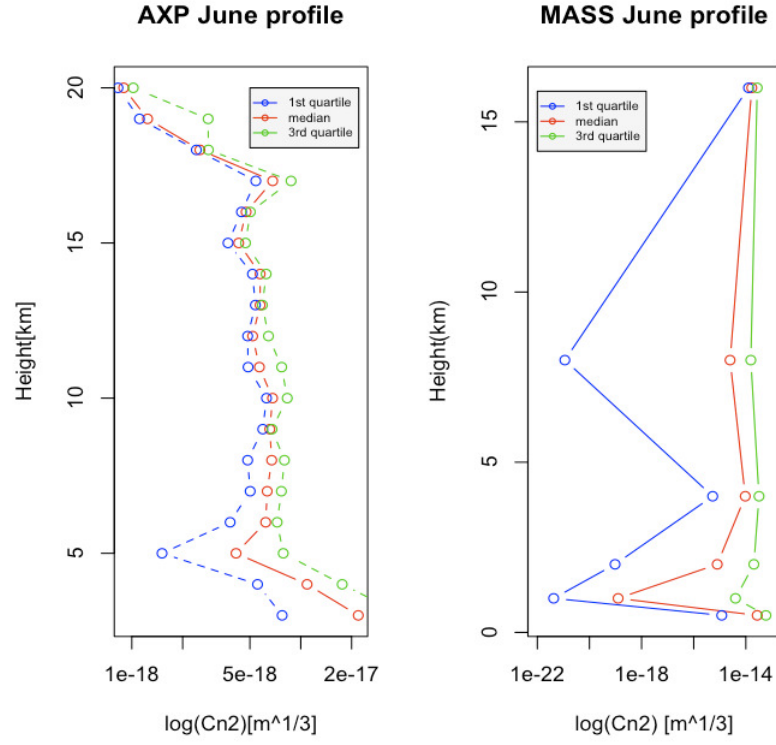 AXP June profile
20
15
10
5
Height[km]
1st quartile
median
3rd quartile
1e-18
5e-18
2e-17
log(Cn2)[m^1/3]
MASS June profile
15
10
5
0
Height(km)
1st quartile
median
3rd quartile
1e-22
1e-18
1e-14
log(Cn2) [m^1/3]